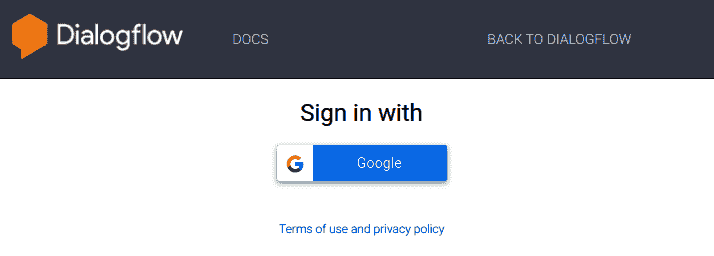 Dialogflow DOCS BACK TO DIALOGFLOW
Sign in with
Google
Terms of use and privacy policy